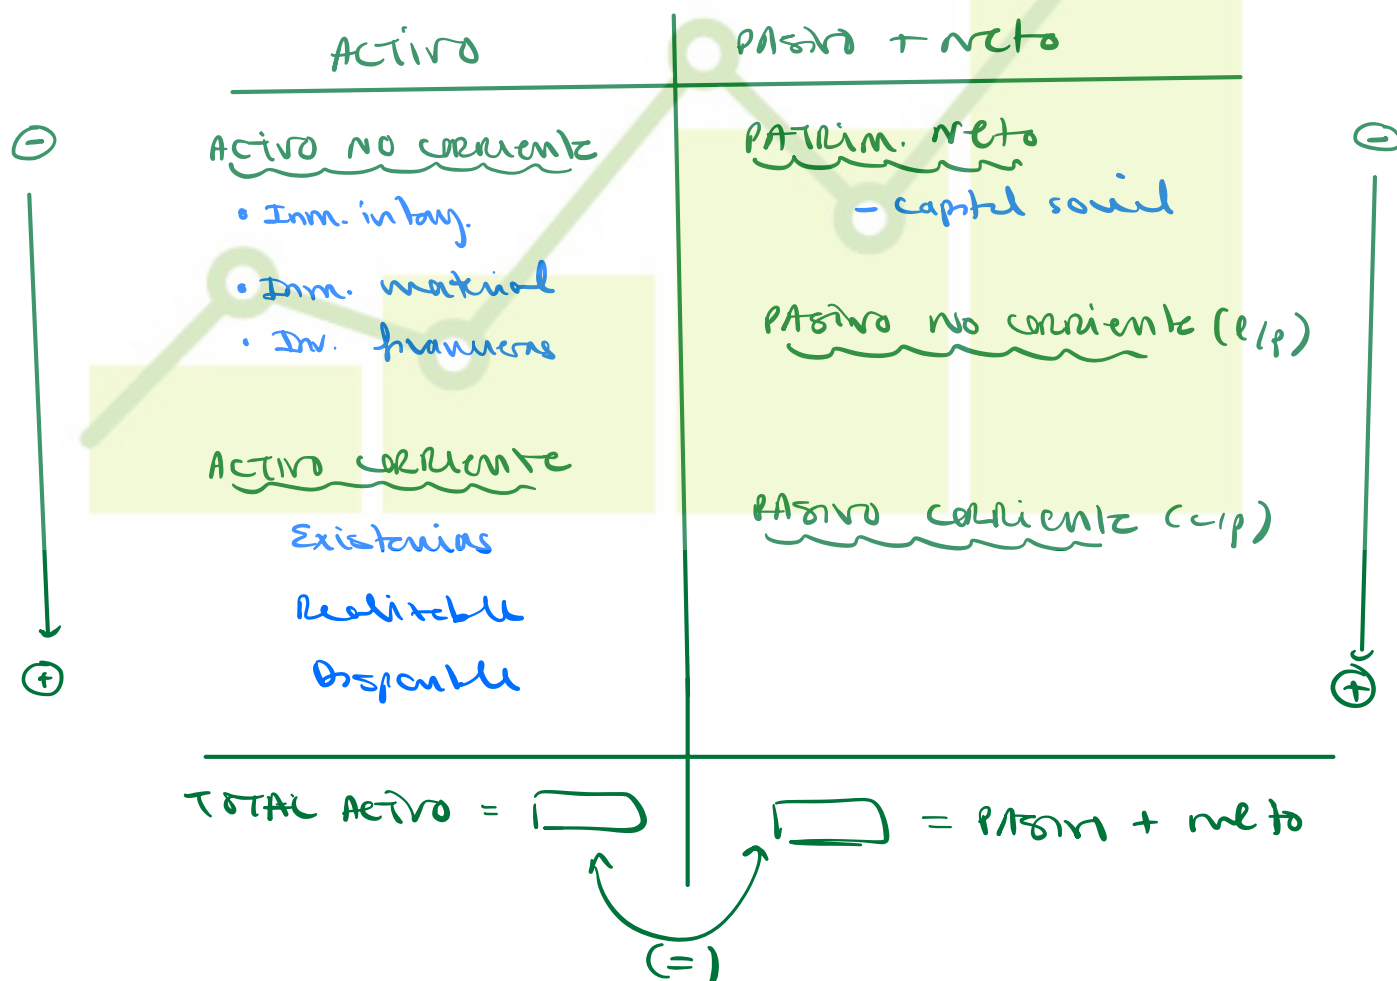 ACTIVO
PASIVO + neto
ACTIVO NO CORRIENTE
• Inm. intang.
• Inm. material
• Inv. financieras
ACTIVO CORRIENTE
Existencias
Realizable
Disponible
PATRIM. Neto
- capital social
PASIVO NO CORRIENTE (l/p)
PASIVO CORRIENTE (c/p)
-
+
-
+
TOTAL ACTIVO =
= PASIVO + neto
(=)